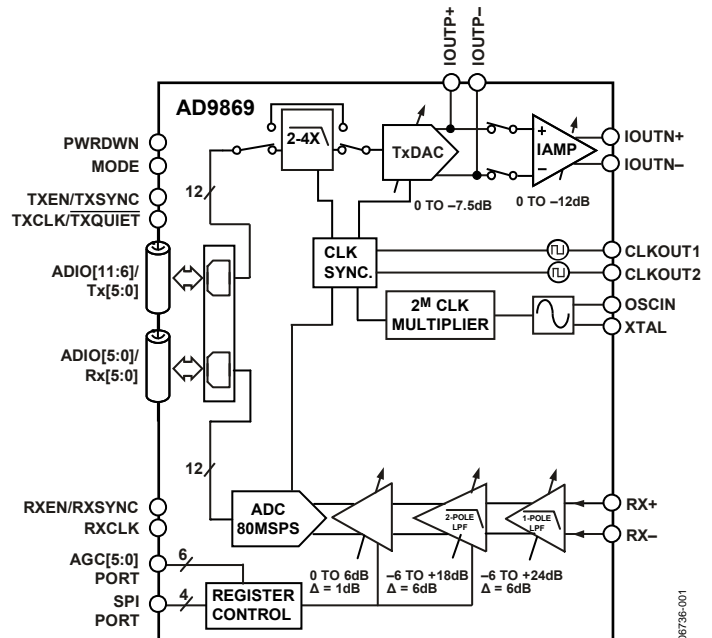 IOUTP+
IOUTP–
AD9869
PWRDWN
MODE
TXEN/TXSYNC
TXCLK/TXQUIET
ADIO[11:6]/
Tx[5:0]
ADIO[5:0]/
Rx[5:0]
RXEN/RXSYNC
RXCLK
AGC[5:0]
PORT
SPI
PORT
12
2-4X
TxDAC
0 TO –7.5dB
+
IAMP
–
0 TO –12dB
IOUTN+
IOUTN–
CLK
SYNC.
CLKOUT1
CLKOUT2
2M CLK
MULTIPLIER
OSCIN
XTAL
12
ADC
80MSPS
2-POLE
LPF
1-POLE
LPF
RX+
RX–
6
4
REGISTER
CONTROL
0 TO 6dB
Δ = 1dB
–6 TO +18dB
Δ = 6dB
–6 TO +24dB
Δ = 6dB
06736-001